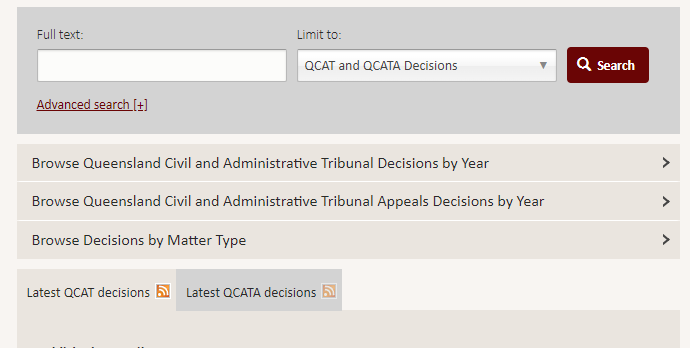 Full text:
Limit to:
QCAT and QCATA Decisions
Search
Advanced search [+]
Browse Queensland Civil and Administrative Tribunal Decisions by Year
Browse Queensland Civil and Administrative Tribunal Appeals Decisions by Year
Browse Decisions by Matter Type
Latest QCAT decisions
Latest QCATA decisions